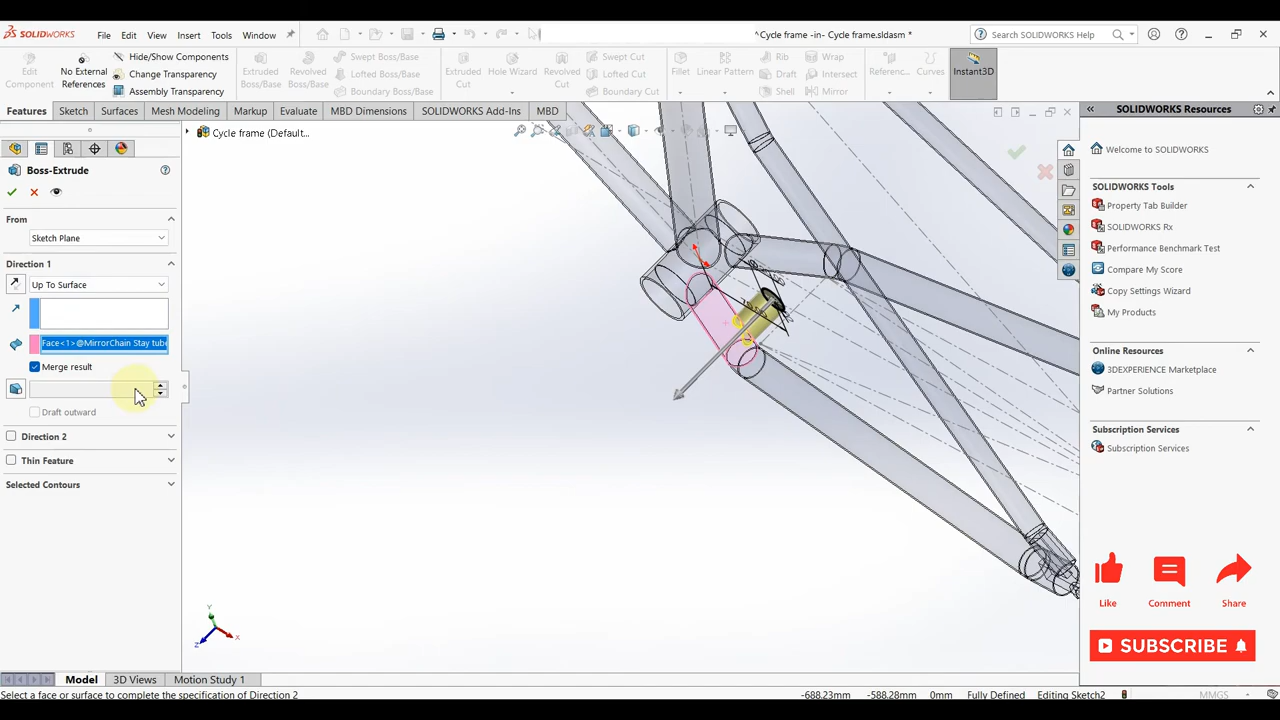 SOLIDWORKS File Edit View Insert Tools Window ^Cycle frame -in- Cycle frame.sldasm * Search SOLIDWORKS Help
Edit Component
No External References
Hide/Show Components
Change Transparency
Assembly Transparency
Extruded Boss/Base
Revolved Boss/Base
Swept Boss/Base
Lofted Boss/Base
Boundary Boss/Base
Extruded Cut
Hole Wizard
Revolved Cut
Swept Cut
Lofted Cut
Boundary Cut
Fillet
Linear Pattern
Rib
Draft
Shell
Wrap
Intersect
Mirror
Referenc...
Curves
Instant3D
Features Sketch Surfaces Mesh Modeling Markup Evaluate MBD Dimensions SOLIDWORKS Add-Ins MBD
Cycle frame (Default...
Boss-Extrude
From
Sketch Plane
Direction 1
Up To Surface
Face<1>@MirrorChain Stay tube
Merge result
Draft outward
Direction 2
Thin Feature
Selected Contours
Y
X
Z
SOLIDWORKS Resources
Welcome to SOLIDWORKS
SOLIDWORKS Tools
Property Tab Builder
SOLIDWORKS Rx
Performance Benchmark Test
Compare My Score
Copy Settings Wizard
My Products
Online Resources
3DEXPERIENCE Marketplace
Partner Solutions
Subscription Services
Subscription Services
Like Comment Share
SUBSCRIBE
Model 3D Views Motion Study 1
Select a face or surface to complete the specification of Direction 2 -688.23mm -588.28mm 0mm Fully Defined Editing Sketch2 MMGS